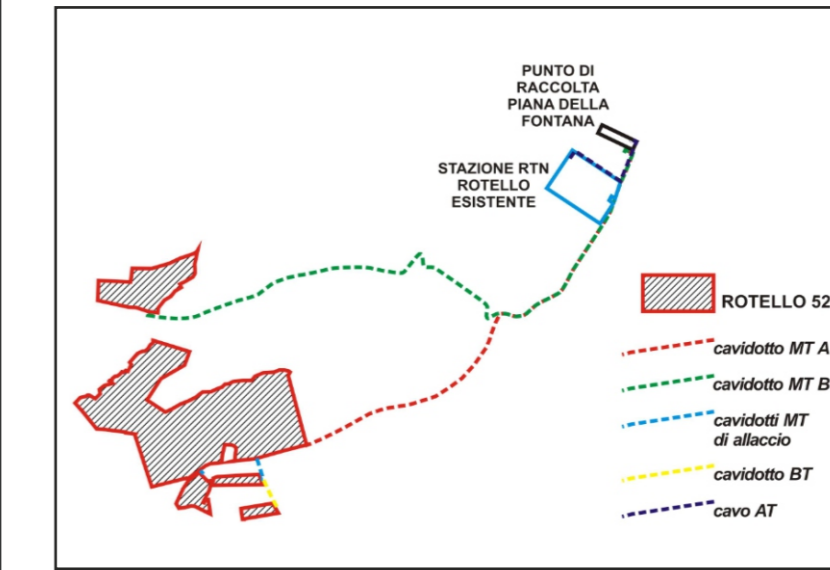 PUNTO DI
RACCOLTA
PIANA DELLA
FONTANA
STAZIONE RTN
ROTELLO
ESISTENTE
ROTELLO 52
cavidotto MT A
cavidotto MT B
cavidotti MT
di allaccio
cavidotto BT
cavo AT